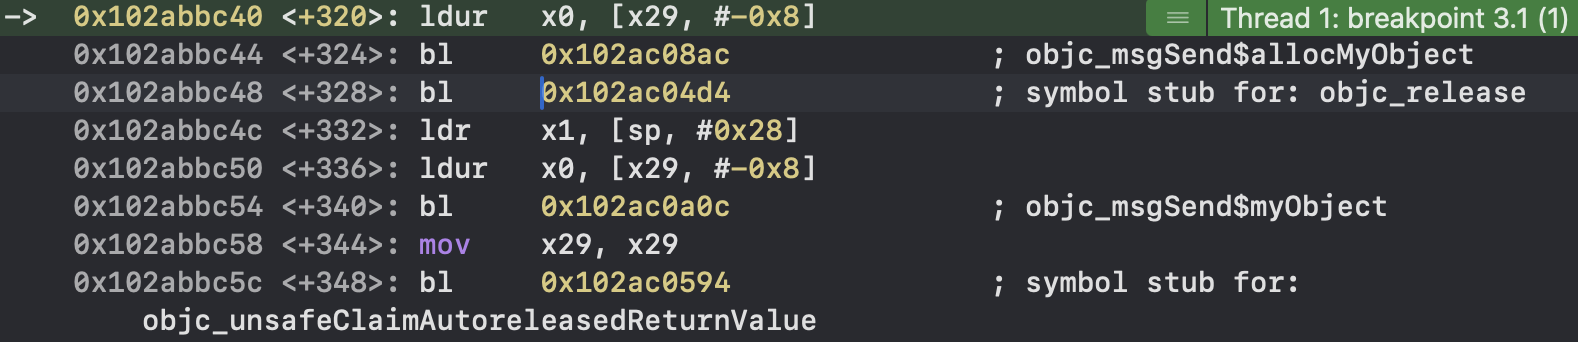 -> 0x102abbc40 <+320>: ldur x0, [x29, #-0x8] Thread 1: breakpoint 3.1 (1)
0x102abbc44 <+324>: bl 0x102ac08ac ; objc_msgSend$allocMyObject
0x102abbc48 <+328>: bl 0x102ac04d4 ; symbol stub for: objc_release
0x102abbc4c <+332>: ldr x1, [sp, #0x28]
0x102abbc50 <+336>: ldur x0, [x29, #-0x8]
0x102abbc54 <+340>: bl 0x102ac0a0c ; objc_msgSend$myObject
0x102abbc58 <+344>: mov x29, x29
0x102abbc5c <+348>: bl 0x102ac0594 ; symbol stub for:
objc_unsafeClaimAutoreleasedReturnValue